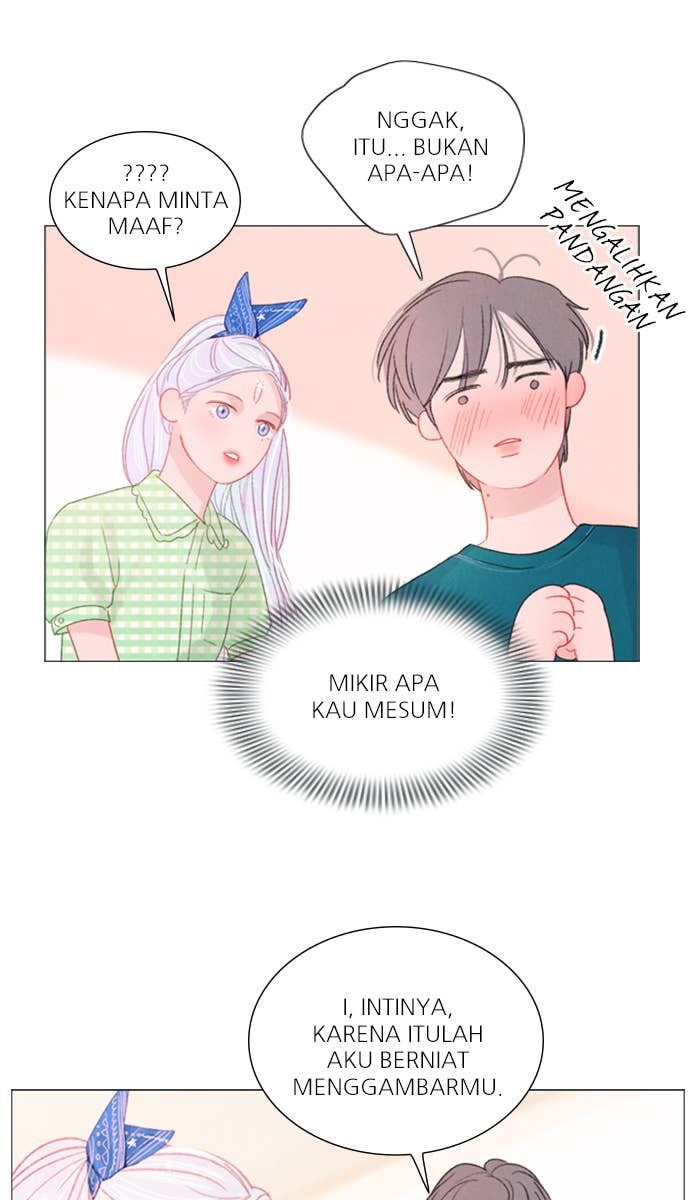 ????
KENAPA MINTA
MAAF?
NGGAK,
ITU... BUKAN
APA-APA!
MENGALIHKAN
PANDANGAN
MIKIR APA
KAU MESUM!
I, INTINYA,
KARENA ITULAH
AKU BERNIAT
MENGGAMBARMU.